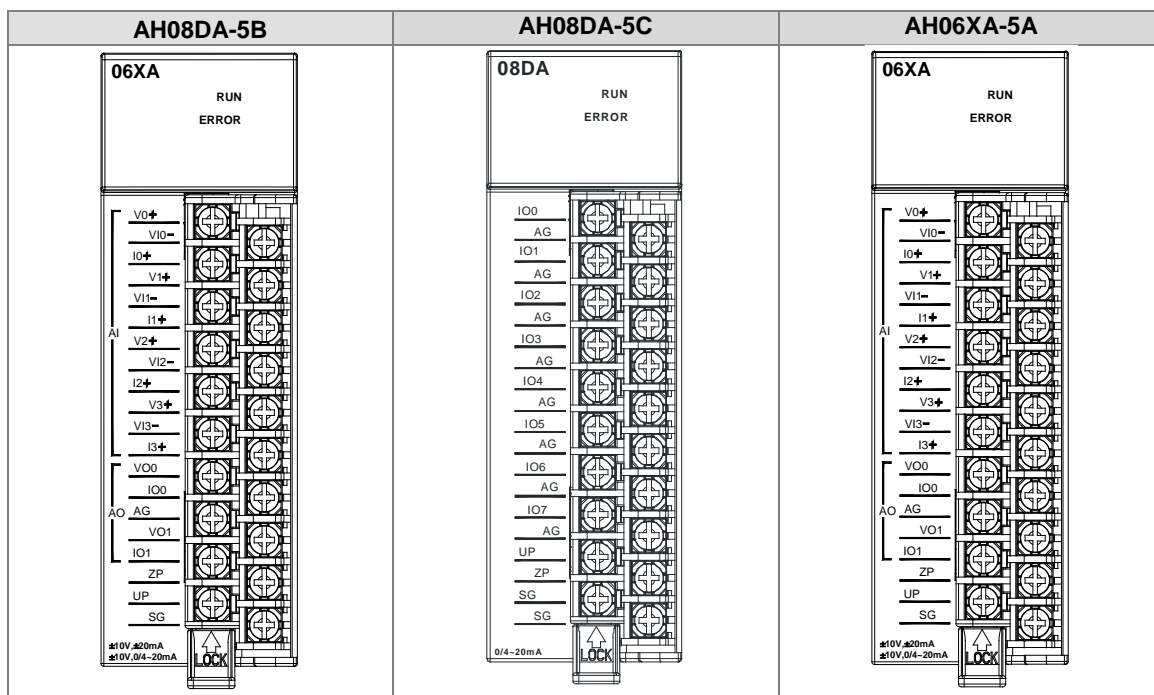 AH08DA-5B
AH08DA-5C
AH06XA-5A
06XA
RUN
ERROR
AI
V0+
VI0-
I0+
V1+
VI1-
I1+
V2+
VI2-
I2+
V3+
VI3-
I3+
AO
VO0
IO0
AG
VO1
IO1
ZP
UP
SG
±10V,±20mA
±10V,0/4~20mA
LOCK
08DA
RUN
ERROR
IO0
AG
IO1
AG
IO2
AG
IO3
AG
IO4
AG
IO5
AG
IO6
AG
IO7
AG
UP
ZP
SG
SG
0/4~20mA
LOCK
06XA
RUN
ERROR
AI
V0+
VI0-
I0+
V1+
VI1-
I1+
V2+
VI2-
I2+
V3+
VI3-
I3+
AO
VO0
IO0
AG
VO1
IO1
ZP
UP
SG
±10V,±20mA
±10V,0/4~20mA
LOCK